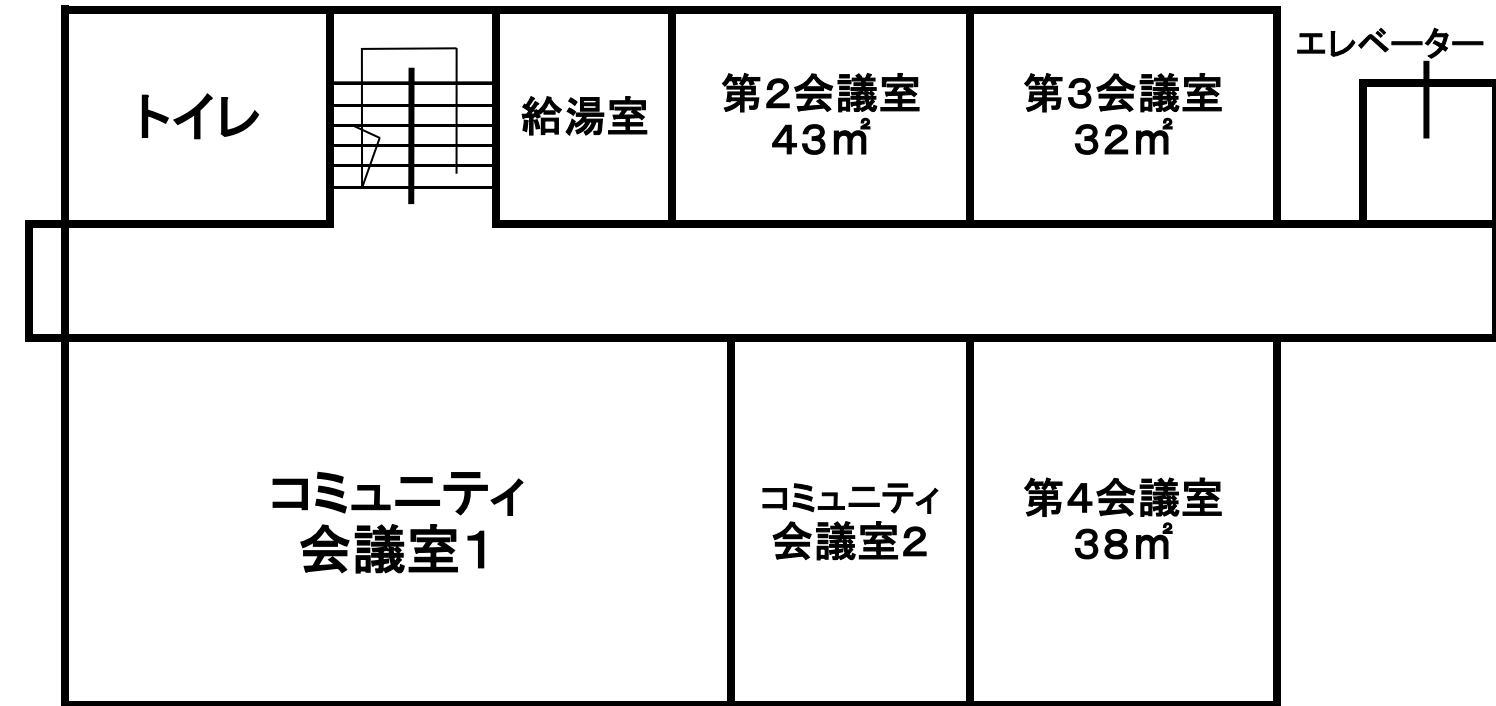 エレベーター
トイレ
給湯室
第2会議室
43㎡
第3会議室
32㎡
コミュニティ
会議室1
コミュニティ
会議室2
第4会議室
38㎡